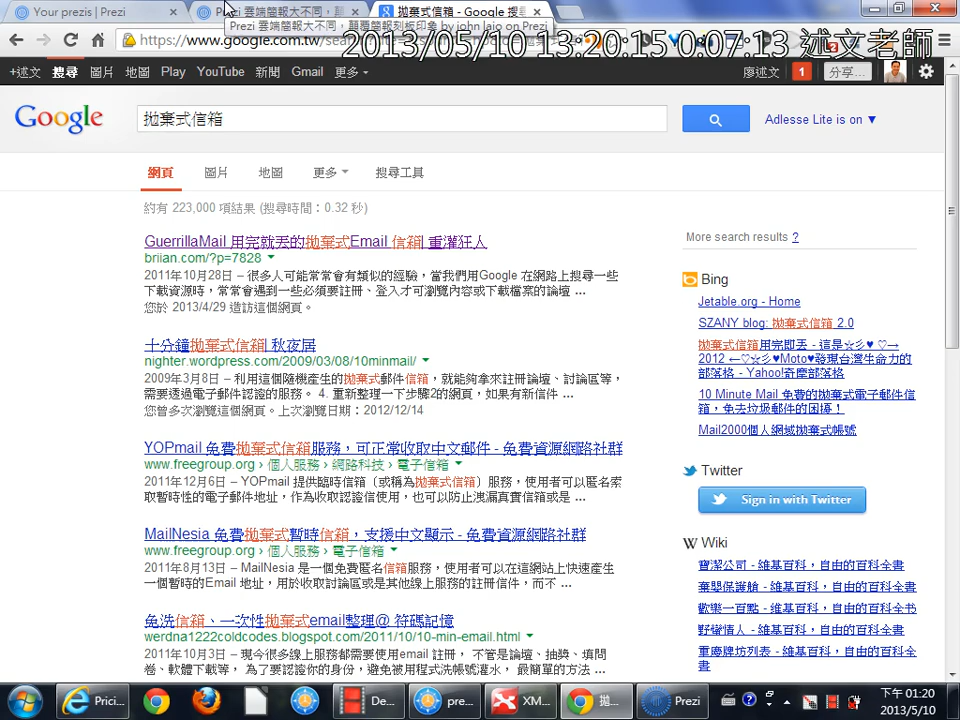 Your prezis | Prezi
Prezi 雲端簡報大不同，顛
拋棄式信箱 - Google 搜尋
Prezi 雲端簡報大不同，顛覆簡報刻板印象 by john laio on Prezi
https://www.google.com.tw/search
2013/05/10 13:20:15 0:07:13 述文老師
+述文 搜尋 圖片 地圖 Play YouTube 新聞 Gmail 更多
廖述文 1 分享...
Google
拋棄式信箱
Adlesse Lite is on ▼
網頁 圖片 地圖 更多 搜尋工具
約有 223,000 項結果 (搜尋時間：0.32 秒)
GuerrillaMail 用完就丟的拋棄式Email 信箱| 重灌狂人
briian.com/?p=7828
2011年10月28日 – 很多人可能常常會有類似的經驗，當我們用Google 在網路上搜尋一些
下載資源時，常常會遇到一些必須要註冊、登入才可瀏覽內容或下載檔案的論壇 ...
您於 2013/4/29 造訪這個網頁。
十分鐘拋棄式信箱| 秋夜居
nighter.wordpress.com/2009/03/08/10minmail/
2009年3月8日 – 利用這個隨機產生的拋棄式郵件信箱，就能夠拿來註冊論壇、討論區等，
需要透過電子郵件認證的服務。 4. 重新整理一下步驟2的網頁，如果有新信件 ...
您曾多次瀏覽這個網頁。上次瀏覽日期：2012/12/14
YOPmail 免費拋棄式信箱服務，可正常收取中文郵件 - 免費資源網路社群
www.freegroup.org › 個人服務 › 網路科技 › 電子信箱
2011年6月6日 – YOPmail 提供臨時信箱（或稱為拋棄式信箱）服務，使用者可以匿名索
取暫時性的電子郵件地址，作為收取認證信使用，也可以防止洩漏真實信箱或是 ...
MailNesia 免費拋棄式暫時信箱，支援中文顯示 - 免費資源網路社群
www.freegroup.org › 個人服務 › 電子信箱
2011年8月13日 – MailNesia 是一個免費匿名信箱服務，使用者可以在這網站上快速產生
一個暫時的Email 地址，用於收取討論區或是其他線上服務的註冊信件，而不 ...
免洗信箱、一次性拋棄式email整理@ 符碼記憶
werdna1222coldcodes.blogspot.com/2011/10/10-min-email.html
2011年10月3日 – 現今很多線上服務都需要使用email 註冊， 不管是論壇、抽獎、填問
卷、軟體下載等， 為了要認證你的身份，避免被用程式洗帳號灌水， 最簡單的方法 ...
More search results ?
Bing
Jetable.org - Home
SZANY blog: 拋棄式信箱 2.0
拋棄式信箱用完即丟 - 這是☆彡♥♡→
2012 ←♡☆彡♥Moto♥發現台灣生命力的
部落格 - Yahoo!奇摩部落格
10 Minute Mail 免費的拋棄式電子郵件信
箱，免去垃圾郵件的困擾！
Mail2000個人網域拋棄式帳號
Twitter
Sign in with Twitter
Wiki
寶潔公司 - 維基百科，自由的百科全書
棄嬰保護艙 - 維基百科，自由的百科全書
歡樂一百點 - 維基百科，自由的百科全书
野蠻情人 - 維基百科，自由的百科全書
重慶牌坊列表 - 維基百科，自由的百科全
書
Prici...
De...
pre...
XM...
拋...
Prezi
下午 01:20
2013/5/10